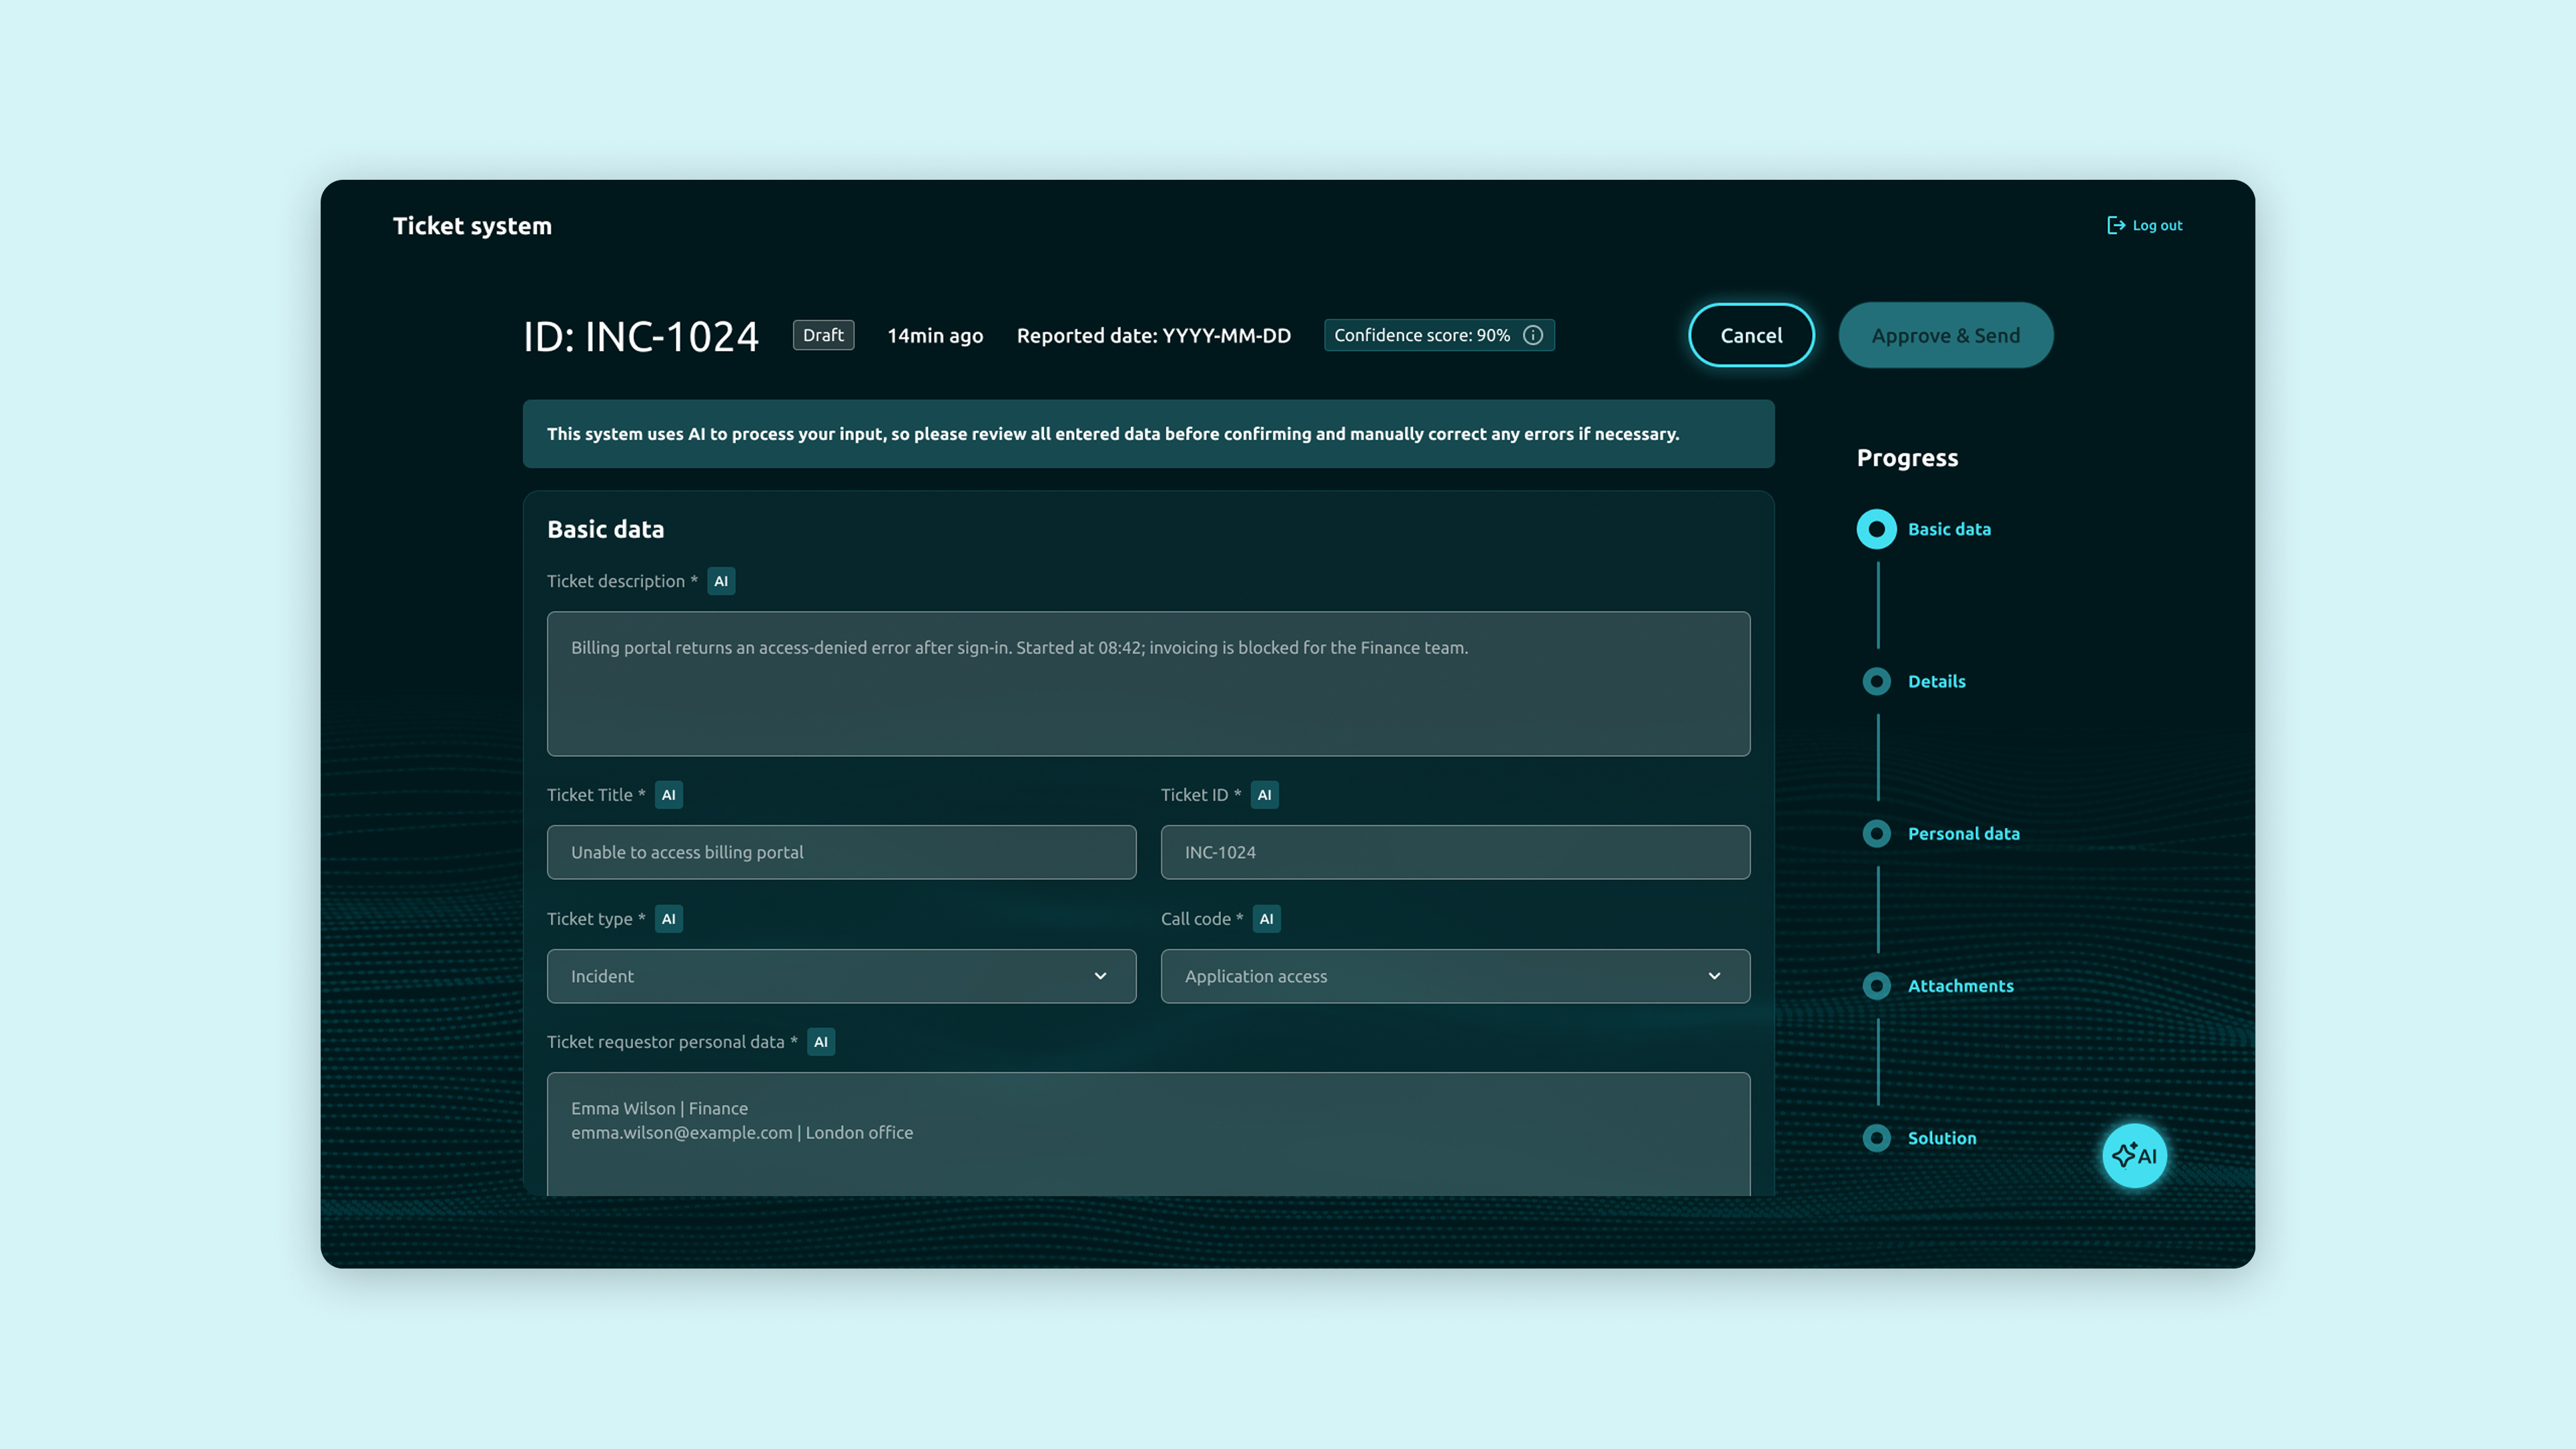 Ticket system
Log out
ID: INC-1024
Draft
14min ago
Reported date: YYYY-MM-DD
Confidence score: 90%
Cancel
Approve & Send
This system uses AI to process your input, so please review all entered data before confirming and manually correct any errors if necessary.
Basic data
Ticket description * AI
Billing portal returns an access-denied error after sign-in. Started at 08:42; invoicing is blocked for the Finance team.
Ticket Title * AI
Unable to access billing portal
Ticket ID * AI
INC-1024
Ticket type * AI
Incident
Call code * AI
Application access
Ticket requestor personal data * AI
Emma Wilson | Finance
emma.wilson@example.com | London office
Progress
Basic data
Details
Personal data
Attachments
Solution
AI